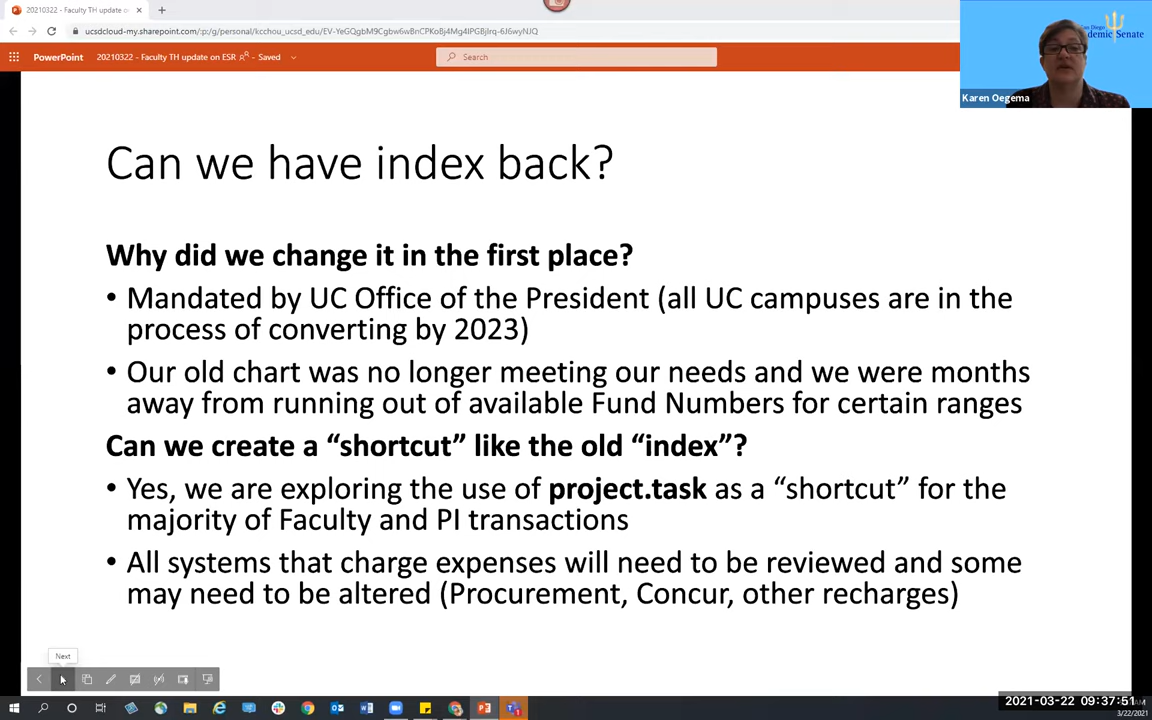 20210322 - Faculty TH update o
ucsdcloud-my.sharepoint.com/:p:/g/personal/kcchou_ucsd_edu/EV-YeGQgbM9Cgbw6wBnCPKoBj4Mg4IPGBjlrq-6J6wyNJQ
PowerPoint
20210322 - Faculty TH update on ESR
- Saved
Search
San Diego
demic Senate
Karen Oegema
Can we have index back?
Why did we change it in the first place?
• Mandated by UC Office of the President (all UC campuses are in the
process of converting by 2023)
• Our old chart was no longer meeting our needs and we were months
away from running out of available Fund Numbers for certain ranges
Can we create a “shortcut” like the old “index”?
• Yes, we are exploring the use of project.task as a “shortcut” for the
majority of Faculty and PI transactions
• All systems that charge expenses will need to be reviewed and some
may need to be altered (Procurement, Concur, other recharges)
Next
2021-03-22 09:37:51
3/22/2021